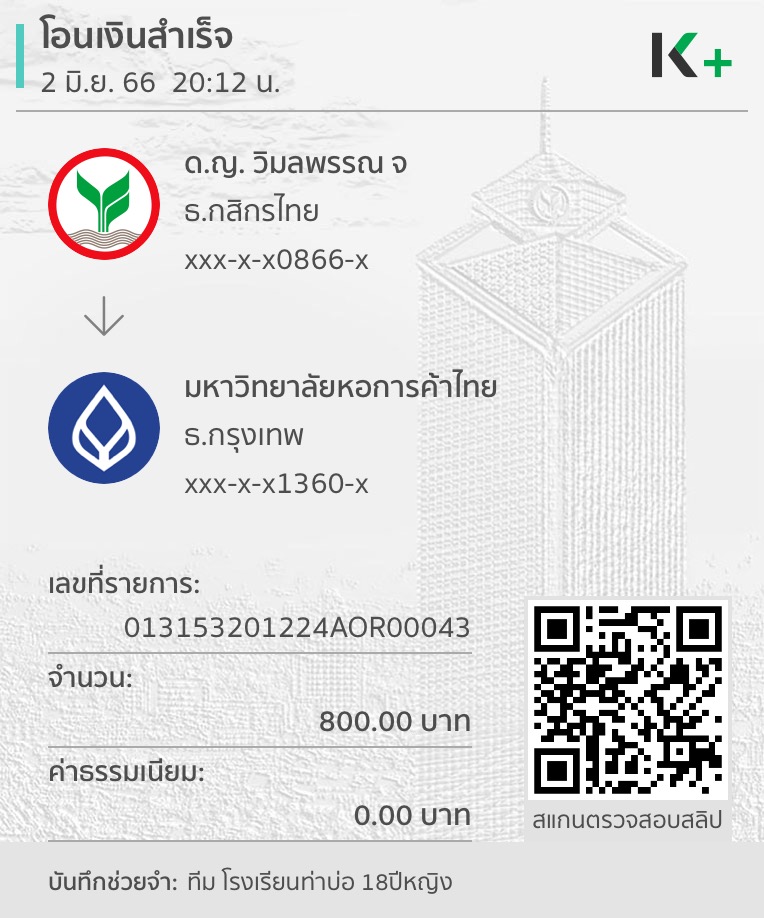 โอนเงินสำเร็จ
2 มิ.ย. 66 20:12 น.
K+
ด.ญ. วิมลพรรณ จ
ธ.กสิกรไทย
xxx-x-x0866-x
มหาวิทยาลัยหอการค้าไทย
ธ.กรุงเทพ
xxx-x-x1360-x
เลขที่รายการ:
013153201224AOR00043
จำนวน:
800.00 บาท
ค่าธรรมเนียม:
0.00 บาท
สแกนตรวจสอบสลิป
บันทึกช่วยจำ: ทีม โรงเรียนท่าบ่อ 18ปีหญิง